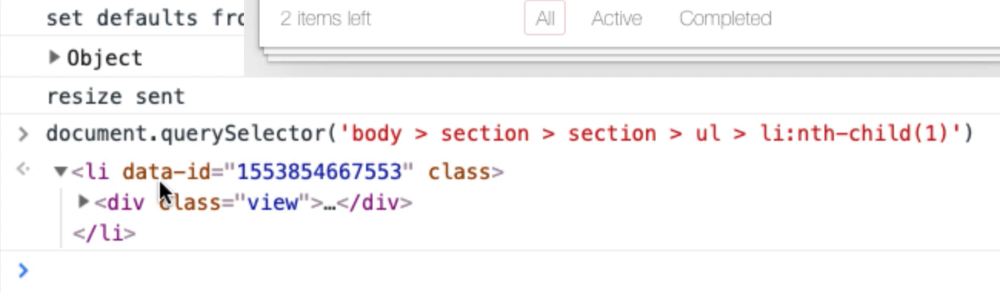 set defaults
2 items left All Active Completed
Object
resize sent
document.querySelector('body > section > section > ul > li:nth-child(1)')
<li data-id="1553854667553" class>
<div class="view">…</div>
</li>